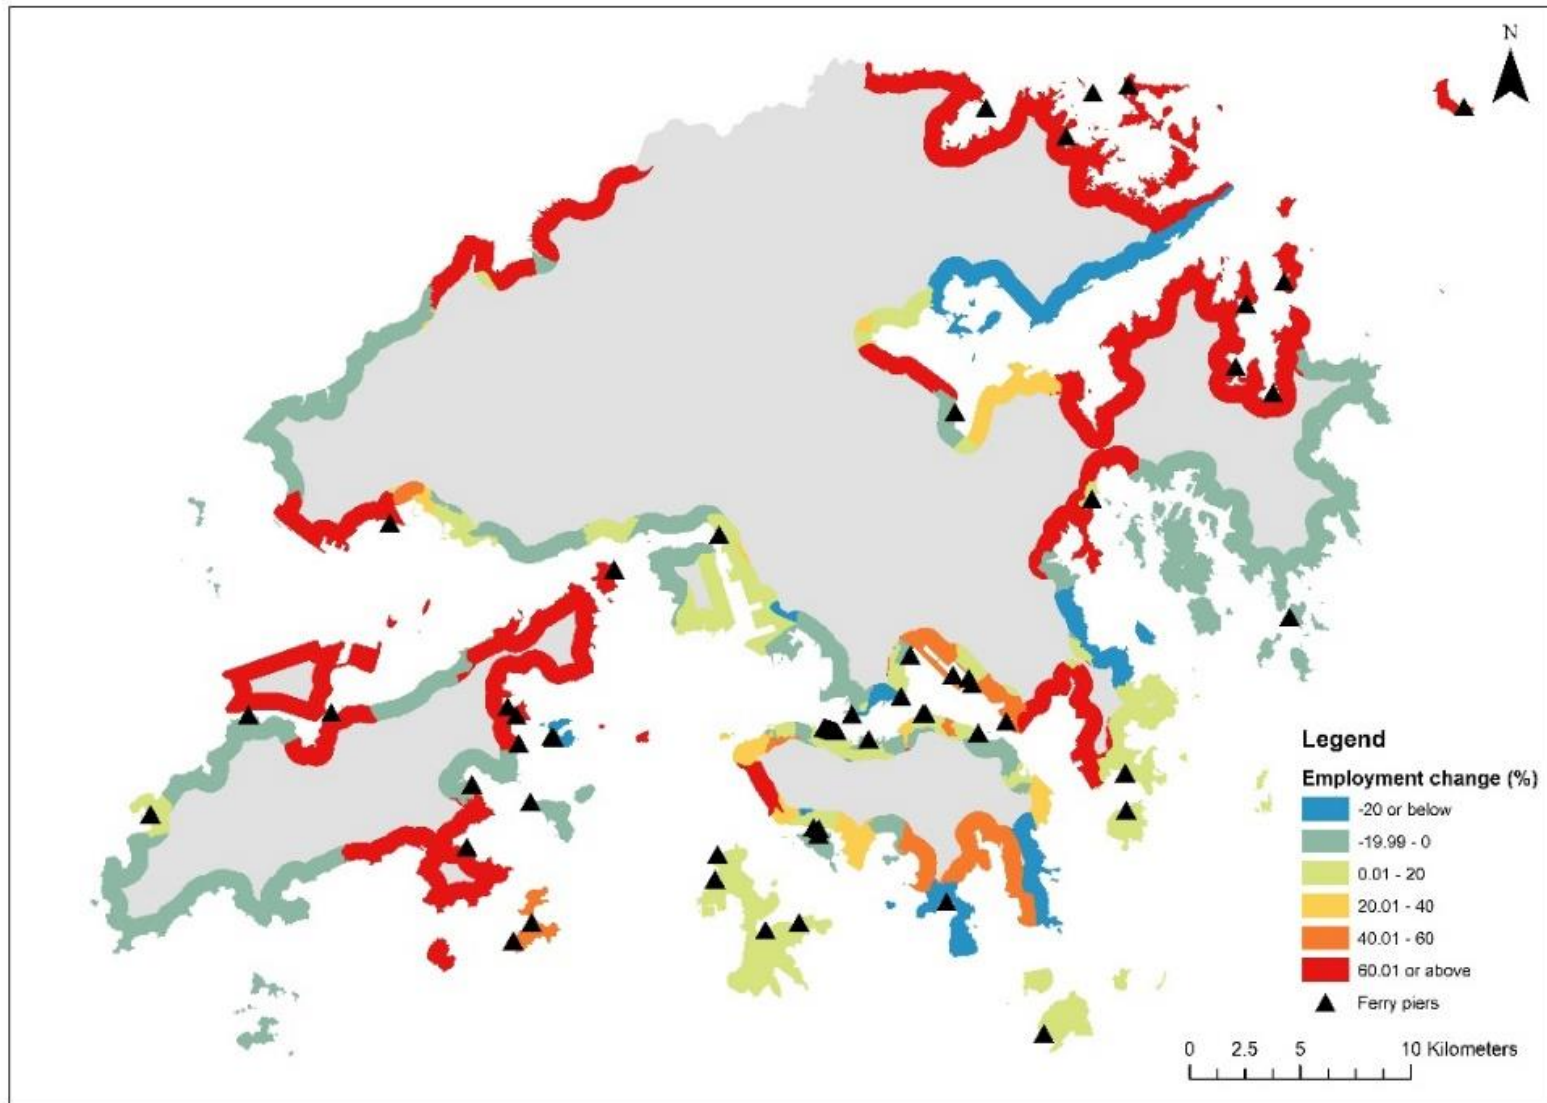 N
Legend
Employment change (%)
-20 or below
-19.99 - 0
0.01 - 20
20.01 - 40
40.01 - 60
60.01 or above
Ferry piers
0 2.5 5 10 Kilometers